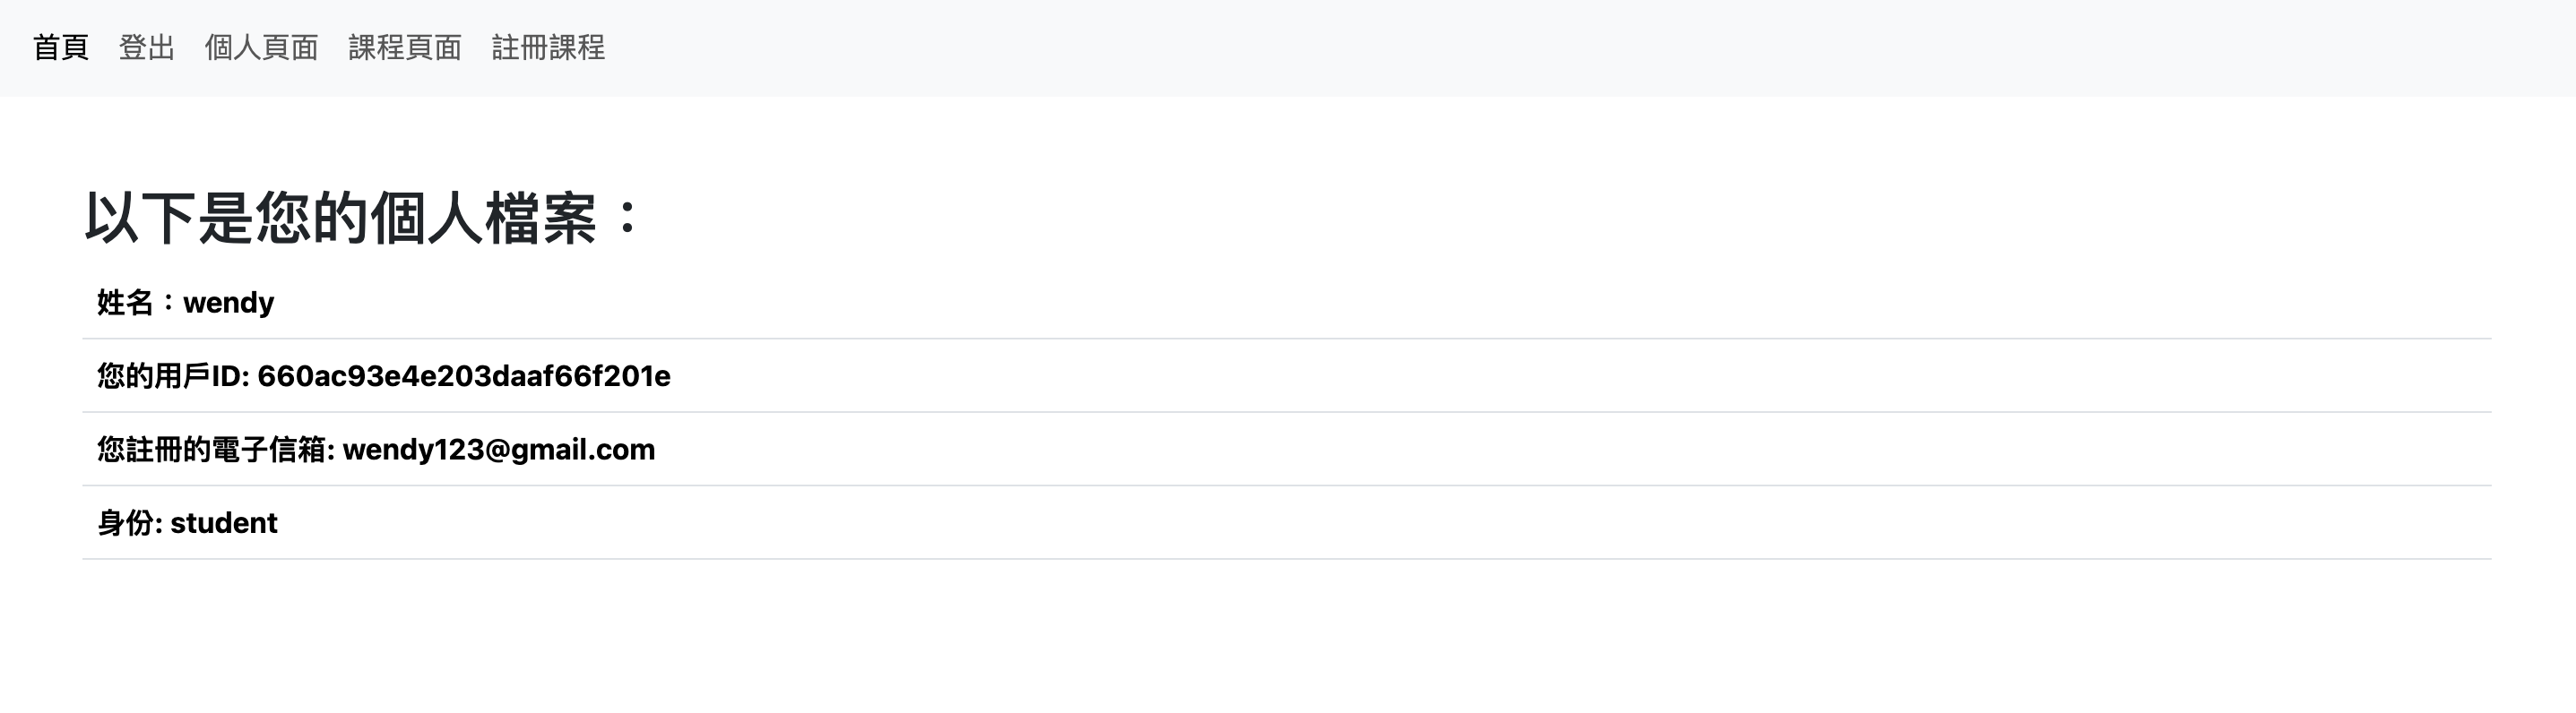 首頁 登出 個人頁面 課程頁面 註冊課程
以下是您的個人檔案：
姓名：wendy
您的用戶ID: 660ac93e4e203daaf66f201e
您註冊的電子信箱: wendy123@gmail.com
身份: student